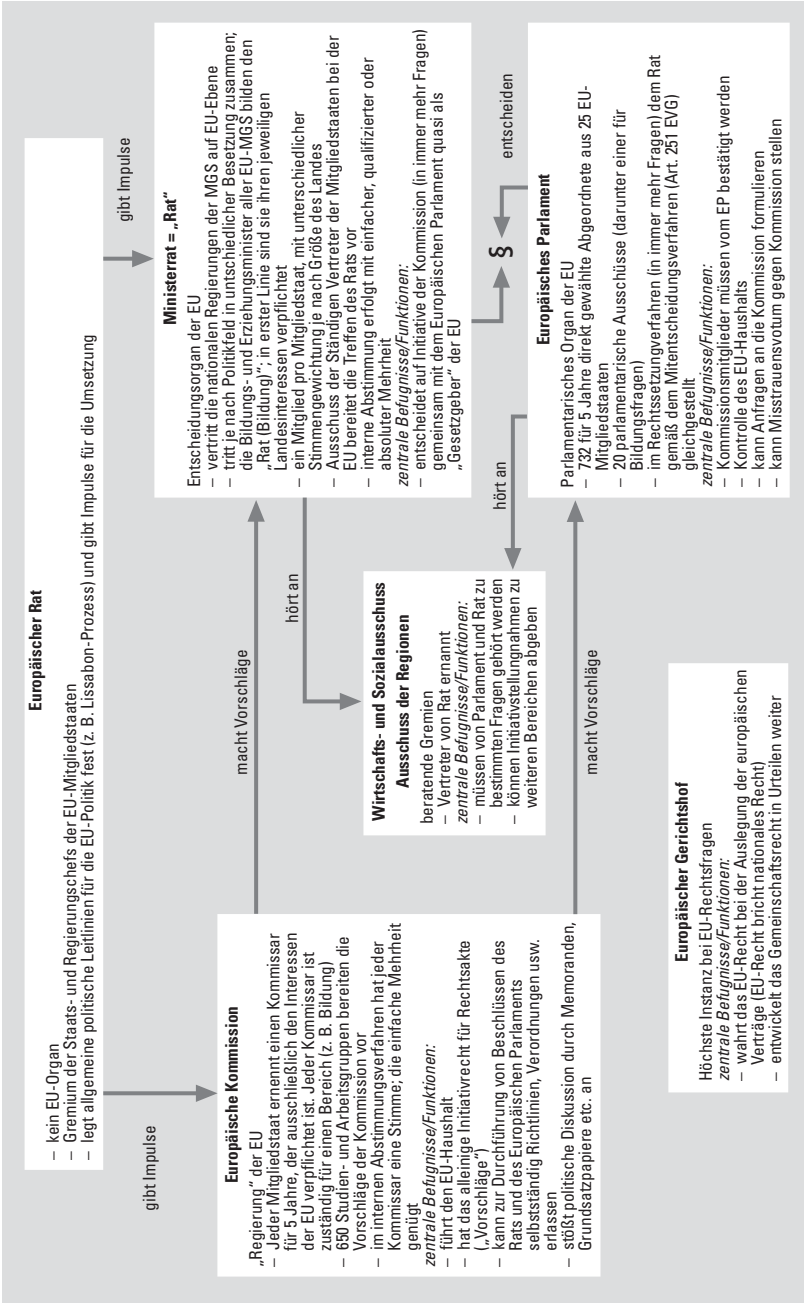 Europäischer Rat
– kein EU-Organ
– Gremium der Staats- und Regierungschefs der EU-Mitgliedstaaten
– legt allgemeine politische Leitlinien für die EU-Politik fest (z. B. Lissabon-Prozess) und gibt Impulse für die Umsetzung
gibt Impulse
gibt Impulse
Europäische Kommission
„Regierung“ der EU
– Jeder Mitgliedstaat ernennt einen Kommissar
für 5 Jahre, der ausschließlich den Interessen
der EU verpflichtet ist. Jeder Kommissar ist
zuständig für einen Bereich (z. B. Bildung)
– 650 Studien- und Arbeitsgruppen bereiten die
Vorschläge der Kommission vor
– im internen Abstimmungsverfahren hat jeder
Kommissar eine Stimme; die einfache Mehrheit
genügt
zentrale Befugnisse/Funktionen:
– führt den EU-Haushalt
– hat das alleinige Initiativrecht für Rechtsakte
(„Vorschläge“)
– kann zur Durchführung von Beschlüssen des
Rats und des Europäischen Parlaments
selbstständig Richtlinien, Verordnungen usw.
erlassen
– stößt politische Diskussion durch Memoranden,
Grundsatzpapiere etc. an
macht Vorschläge
Ministerrat = „Rat“
Entscheidungsorgan der EU
– vertritt die nationalen Regierungen der MGS auf EU-Ebene
– tritt je nach Politikfeld in untschiedlicher Besetzung zusammen;
die Bildungs- und Erziehungsminister aller EU-MGS bilden den
„Rat (Bildung)“; in erster Linie sind sie ihren jeweiligen
Landesinteressen verpflichtet
– ein Mitglied pro Mitgliedstaat, mit unterschiedlicher
Stimmengewichtung je nach Größe des Landes
– Ausschuss der Ständigen Vertreter der Mitgliedstaaten bei der
EU bereitet die Treffen des Rats vor
– interne Abstimmung erfolgt mit einfacher, qualifizierter oder
absoluter Mehrheit
zentrale Befugnisse/Funktionen:
– entscheidet auf Initiative der Kommission (in immer mehr Fragen)
gemeinsam mit dem Europäischen Parlament quasi als
„Gesetzgeber“ der EU
hört an
Wirtschafts- und Sozialausschuss
Ausschuss der Regionen
beratende Gremien
– Vertreter von Rat ernannt
zentrale Befugnisse/Funktionen:
– müssen von Parlament und Rat zu
bestimmten Fragen gehört werden
– können Initiativstellungnahmen zu
weiteren Bereichen abgeben
hört an
§
entscheiden
macht Vorschläge
Europäisches Parlament
Parlamentarisches Organ der EU
– 732 für 5 Jahre direkt gewählte Abgeordnete aus 25 EU-
Mitgliedstaaten
– 20 parlamentarische Ausschüsse (darunter einer für
Bildungsfragen)
– im Rechtssetzungverfahren (in immer mehr Fragen) dem Rat
gemäß dem Mitentscheidungsverfahren (Art. 251 EVG)
gleichgestellt
zentrale Befugnisse/Funktionen:
– Kommissionsmitglieder müssen vom EP bestätigt werden
– Kontrolle des EU-Haushalts
– kann Anfragen an die Kommission formulieren
– kann Misstrauensvotum gegen Kommission stellen
Europäischer Gerichtshof
Höchste Instanz bei EU-Rechtsfragen
zentrale Befugnisse/Funktionen:
– wahrt das EU-Recht bei der Auslegung der europäischen
Verträge (EU-Recht bricht nationales Recht)
– entwickelt das Gemeinschaftsrecht in Urteilen weiter